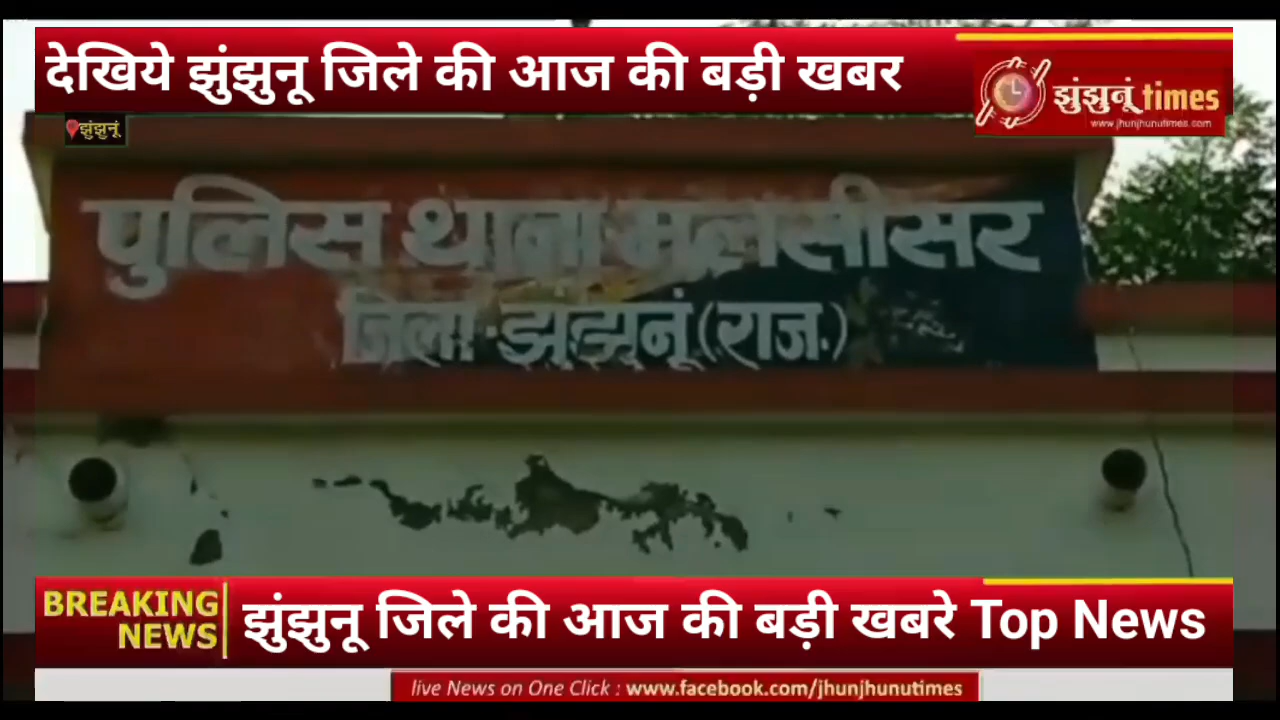 देखिये झुंझुनू जिले की आज की बड़ी खबर
झुंझुनूं times
www.jhunjhunutimes.com
झुंझुनूं
पुलिस थाना मलसीसर
जिला·झुंझुनूं (राज.)
BREAKING NEWS
झुंझुनू जिले की आज की बड़ी खबरे Top News
live News on One Click : www.facebook.com/jhunjhunutimes